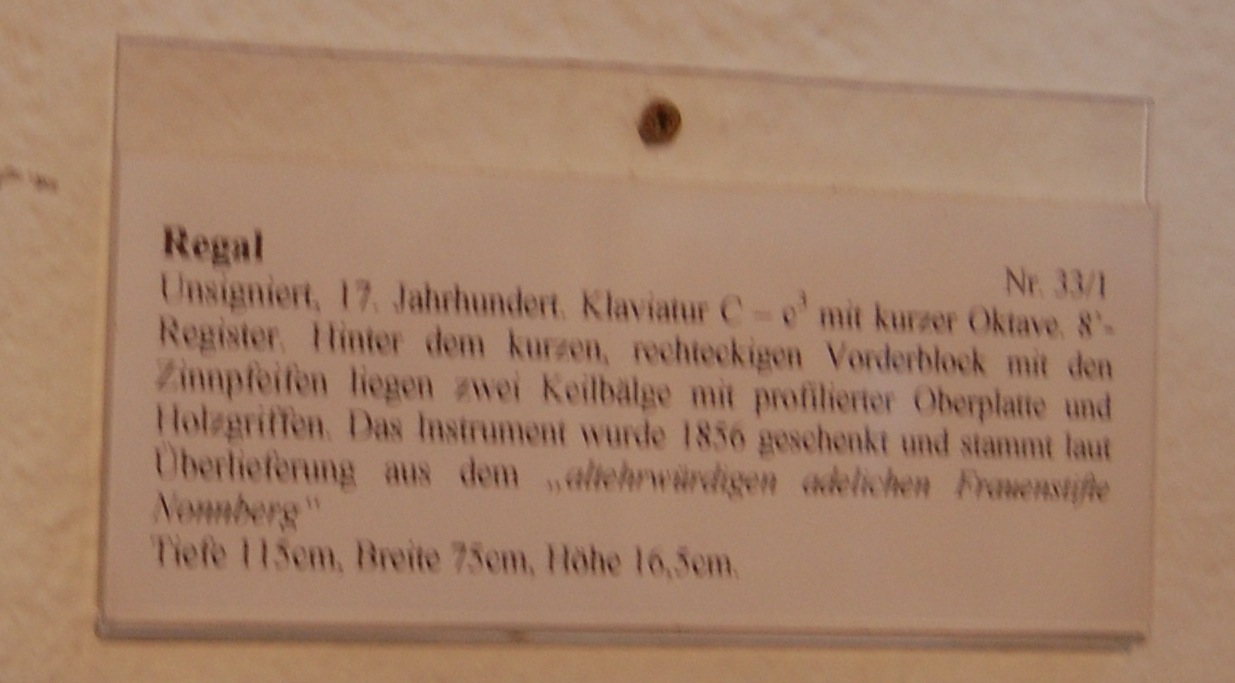 Regal
Nr. 33/1
Unsigniert, 17. Jahrhundert. Klaviatur C – c³ mit kurzer Oktave. 8'-
Register. Hinter dem kurzen, rechteckigen Vorderblock mit den
Zinnpfeifen liegen zwei Keilbälge mit profilierter Oberplatte und
Holzgriffen. Das Instrument wurde 1856 geschenkt und stammt laut
Überlieferung aus dem „altehrwürdigen adelichen Frauenstifte
Nonnberg“
Tiefe 115cm, Breite 75cm, Höhe 16,5cm.